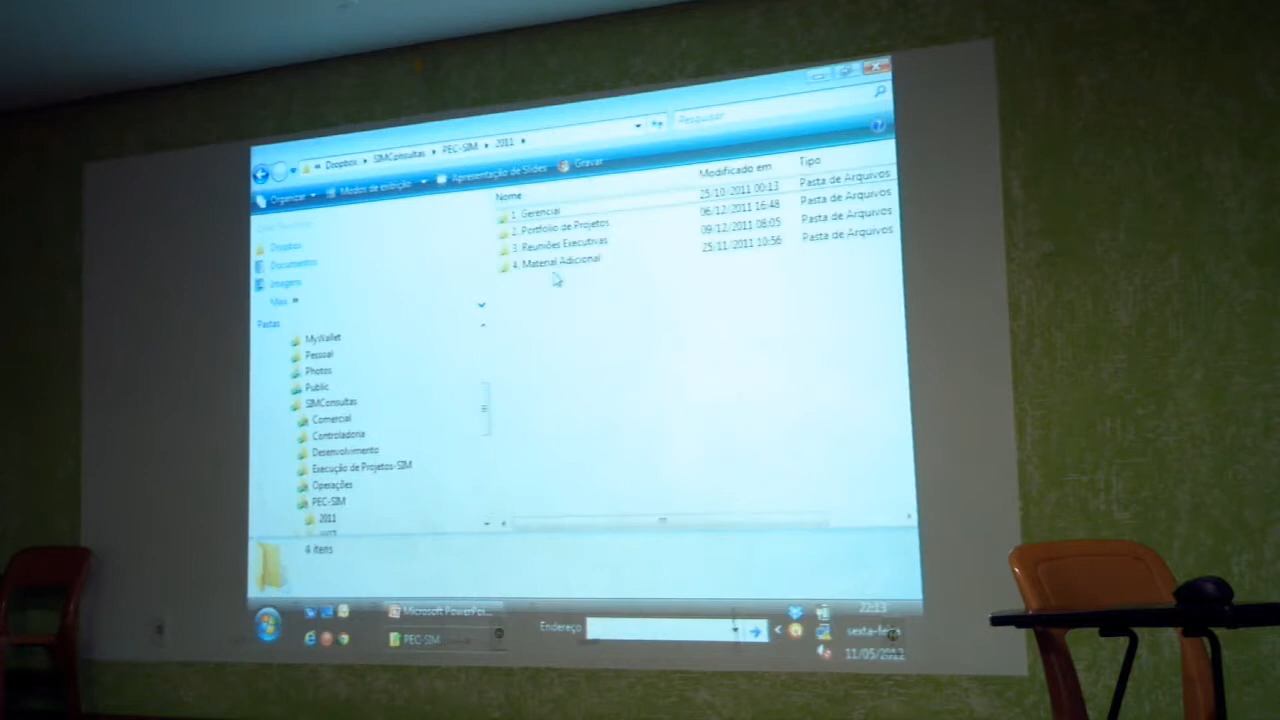 Dropbox SIMConsultas PEC-SIM 2011
Pesquisar
Organizar Modos de exibição Apresentação de Slides Gravar
Nome Modificado em Tipo
1. Gerencial 25/10/2011 00:13 Pasta de Arquivos
2. Portfolio de Projetos 06/12/2011 16:48 Pasta de Arquivos
3. Reuniões Executivas 09/12/2011 08:05 Pasta de Arquivos
4. Material Adicional 25/11/2011 10:56 Pasta de Arquivos
Dropbox
Documentos
Imagens
Mais »
Pastas
MyWallet
Pessoal
Photos
Public
SIMConsultas
Comercial
Controladoria
Desenvolvimento
Execução de Projetos-SIM
Operações
PEC-SIM
2011
4 itens
Microsoft PowerPoi...
PEC-SIM
Endereço
22:13
sexta-feira
11/05/2012